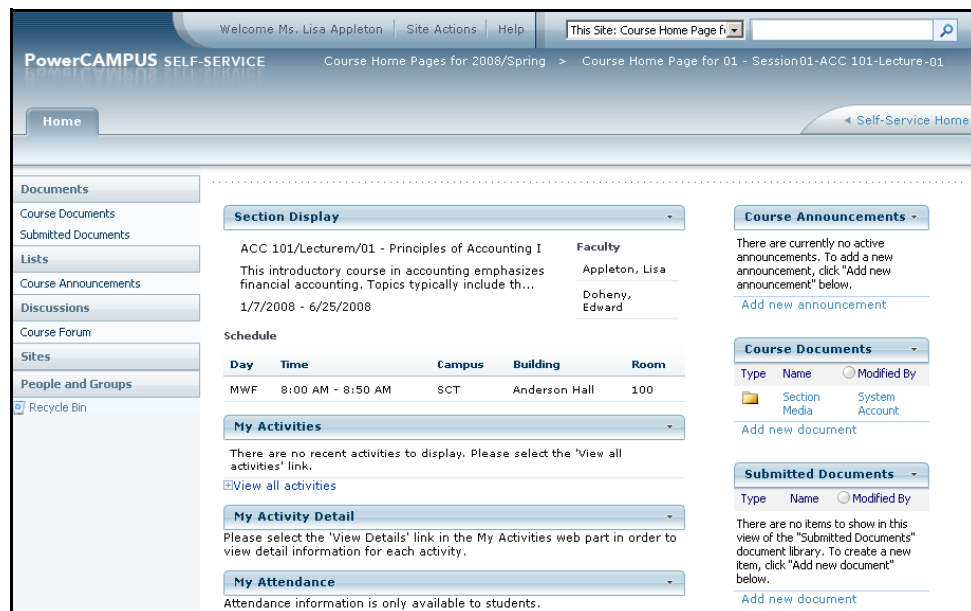 Welcome Ms. Lisa Appleton Site Actions Help This Site: Course Home Page f
PowerCAMPUS SELF-SERVICE
Course Home Pages for 2008/Spring > Course Home Page for 01 - Session01-ACC 101-Lecture-01
Home
Self-Service Home
Documents
Course Documents
Submitted Documents
Lists
Course Announcements
Discussions
Course Forum
Sites
People and Groups
Recycle Bin
Section Display
ACC 101/Lecturem/01 - Principles of Accounting I
This introductory course in accounting emphasizes
financial accounting. Topics typically include th...
1/7/2008 - 6/25/2008
Faculty
Appleton, Lisa
Doheny,
Edward
Schedule
Day Time Campus Building Room
MWF 8:00 AM - 8:50 AM SCT Anderson Hall 100
My Activities
There are no recent activities to display. Please select the 'View all
activities' link.
View all activities
My Activity Detail
Please select the 'View Details' link in the My Activities web part in order to
view detail information for each activity.
My Attendance
Attendance information is only available to students.
Course Announcements
There are currently no active
announcements. To add a new
announcement, click "Add new
announcement" below.
Add new announcement
Course Documents
Type Name Modified By
Section System
Media Account
Add new document
Submitted Documents
Type Name Modified By
There are no items to show in this
view of the "Submitted Documents"
document library. To create a new
item, click "Add new document"
below.
Add new document